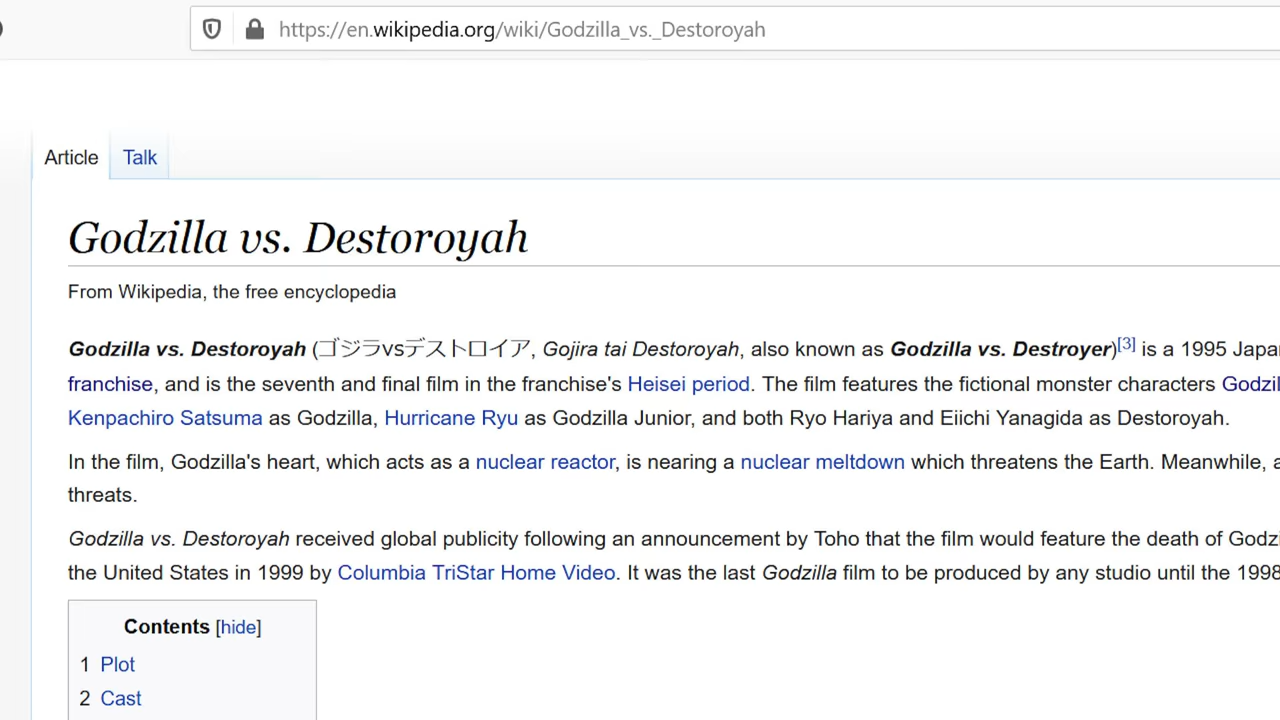 https://en.wikipedia.org/wiki/Godzilla_vs._Destoroyah
Article Talk
Godzilla vs. Destoroyah
From Wikipedia, the free encyclopedia
Godzilla vs. Destoroyah (ゴジラvsデストロイア, Gojira tai Destoroyah, also known as Godzilla vs. Destroyer)[3] is a 1995 Japa
franchise, and is the seventh and final film in the franchise's Heisei period. The film features the fictional monster characters Godzil
Kenpachiro Satsuma as Godzilla, Hurricane Ryu as Godzilla Junior, and both Ryo Hariya and Eiichi Yanagida as Destoroyah.
In the film, Godzilla's heart, which acts as a nuclear reactor, is nearing a nuclear meltdown which threatens the Earth. Meanwhile, a
threats.
Godzilla vs. Destoroyah received global publicity following an announcement by Toho that the film would feature the death of Godzi
the United States in 1999 by Columbia TriStar Home Video. It was the last Godzilla film to be produced by any studio until the 1998
Contents [hide]
1 Plot
2 Cast